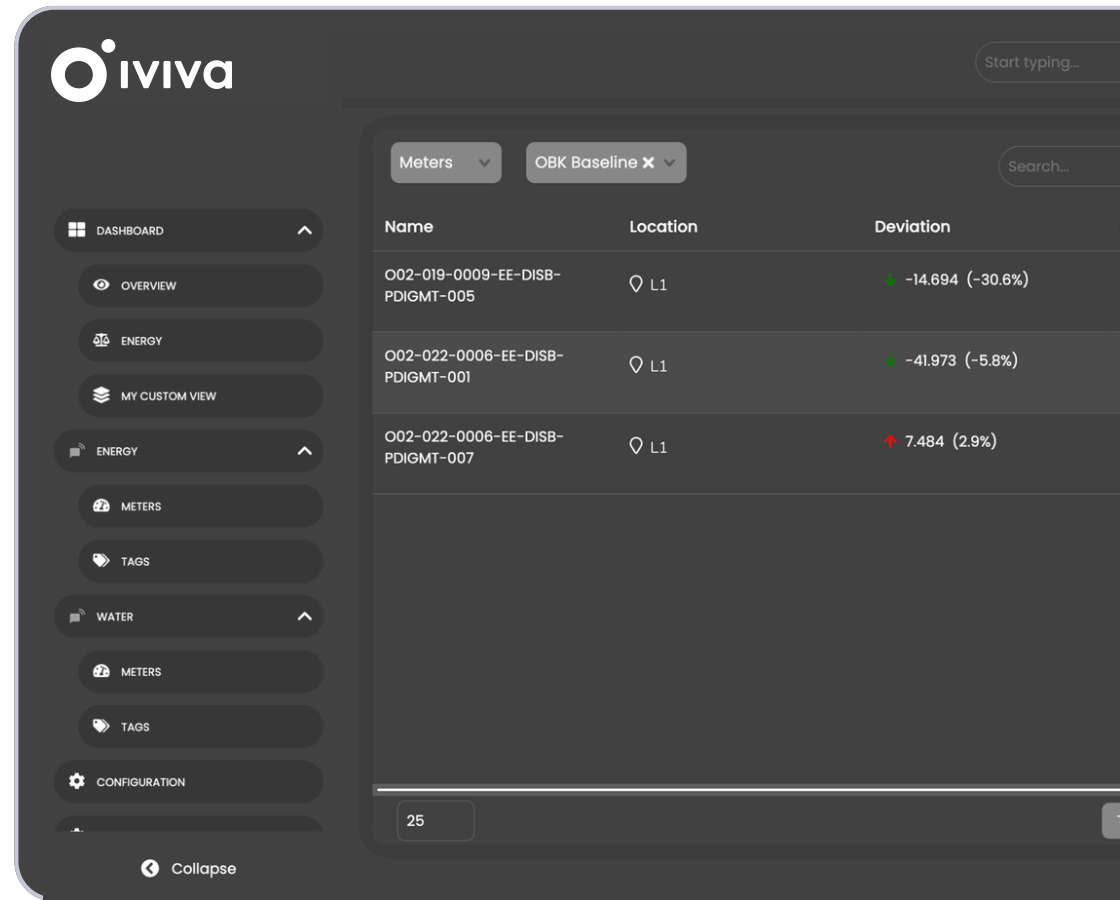 iviva
Start typing...
Meters
OBK Baseline
Search...
Name Location Deviation
O02-019-0009-EE-DISB-
PDIGMT-005
L1
-14.694 (-30.6%)
O02-022-0006-EE-DISB-
PDIGMT-001
L1
-41.973 (-5.8%)
O02-022-0006-EE-DISB-
PDIGMT-007
L1
7.484 (2.9%)
25
DASHBOARD
OVERVIEW
ENERGY
MY CUSTOM VIEW
ENERGY
METERS
TAGS
WATER
METERS
TAGS
CONFIGURATION
Collapse